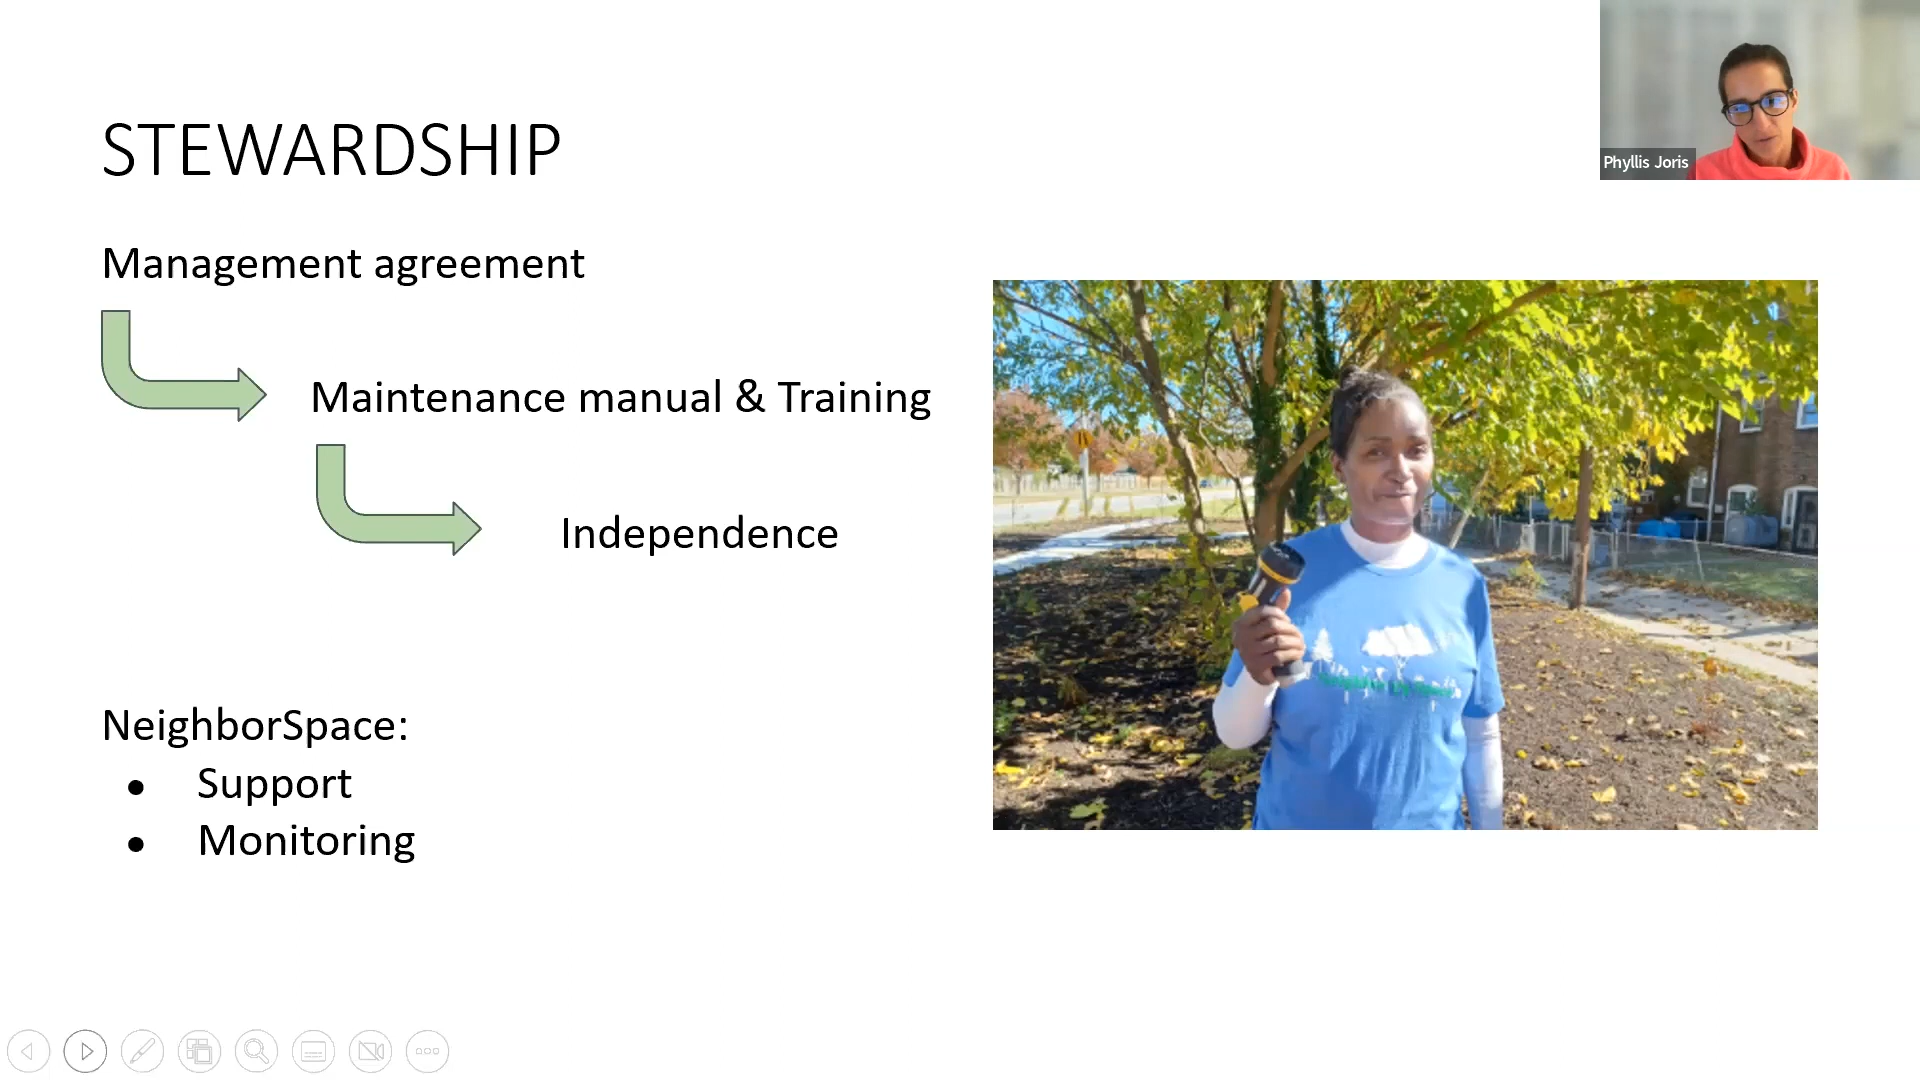 STEWARDSHIP
Management agreement
Maintenance manual & Training
Independence
NeighborSpace:
• Support
• Monitoring
Phyllis Joris